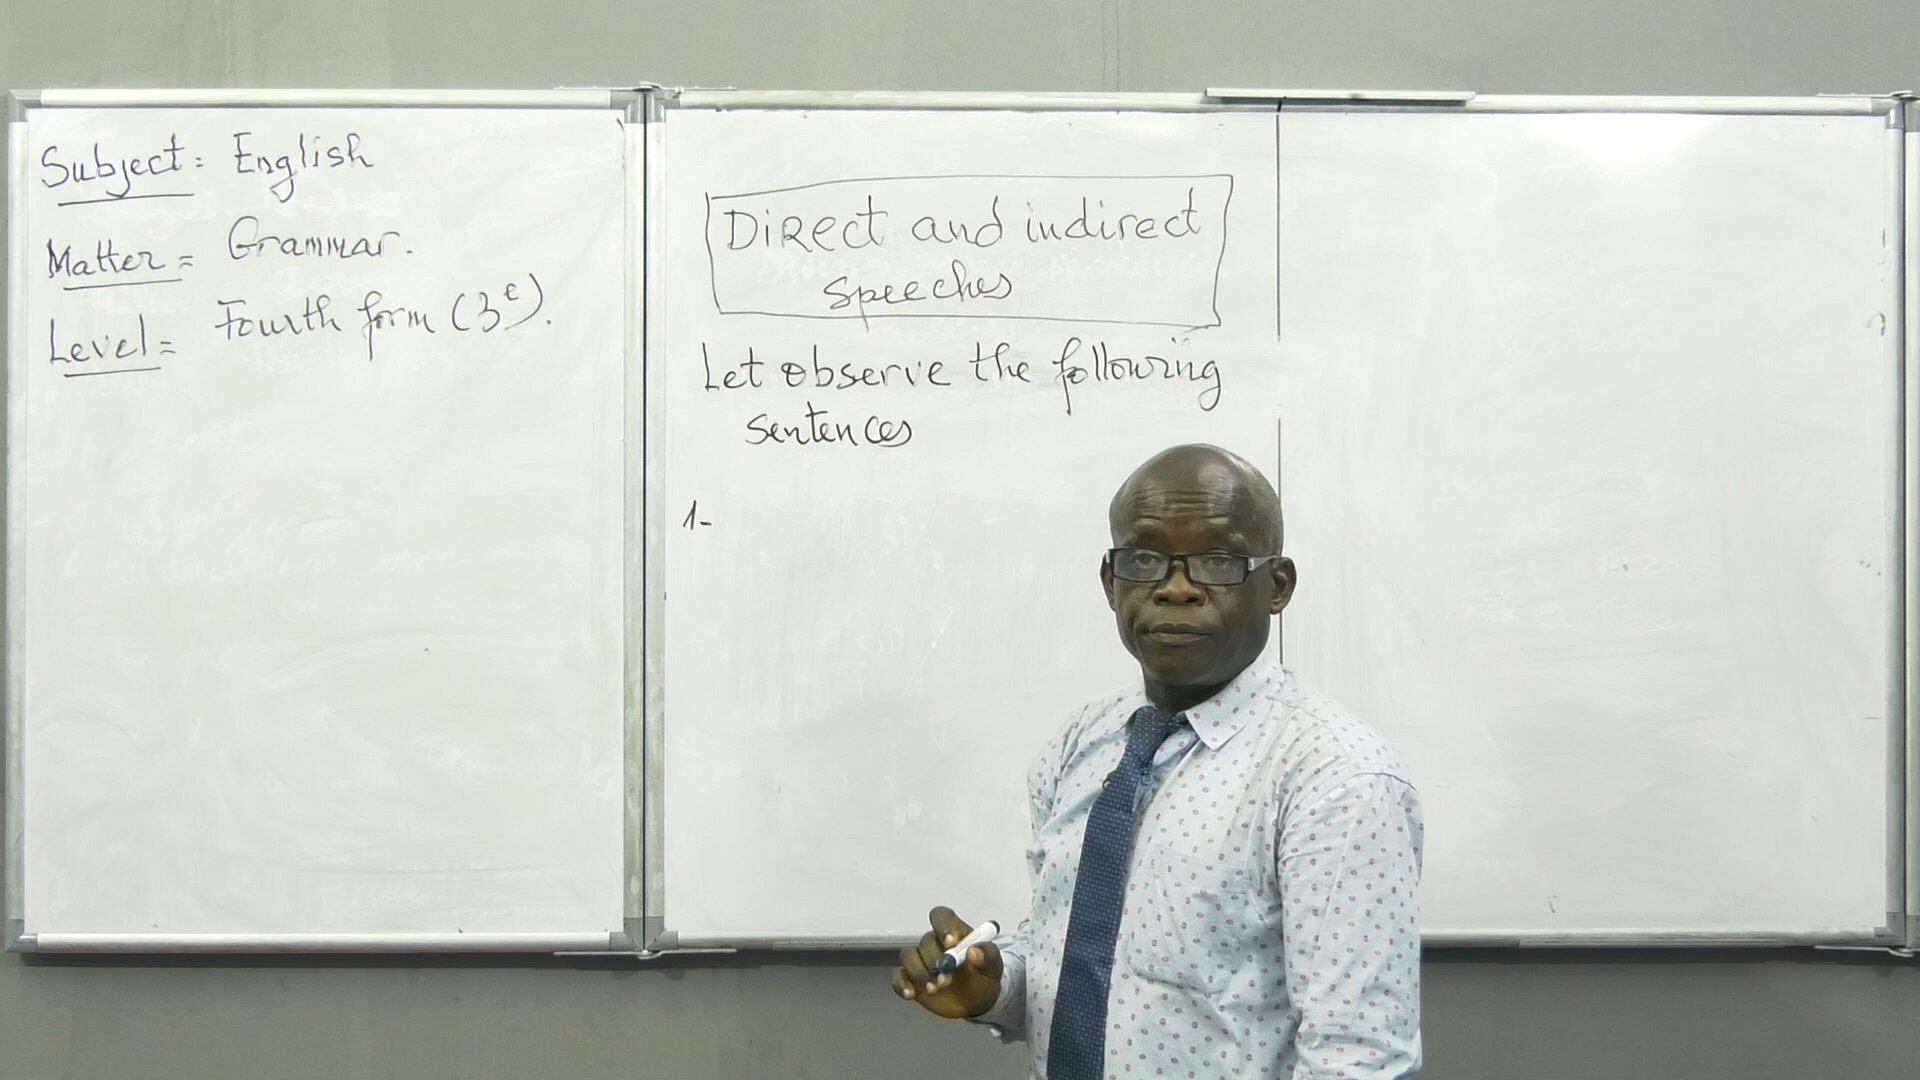 Subject: English
Matter = Grammar.
Level = Fourth form (3e).
Direct and indirect
speeches
Let observe the following
sentences
1-